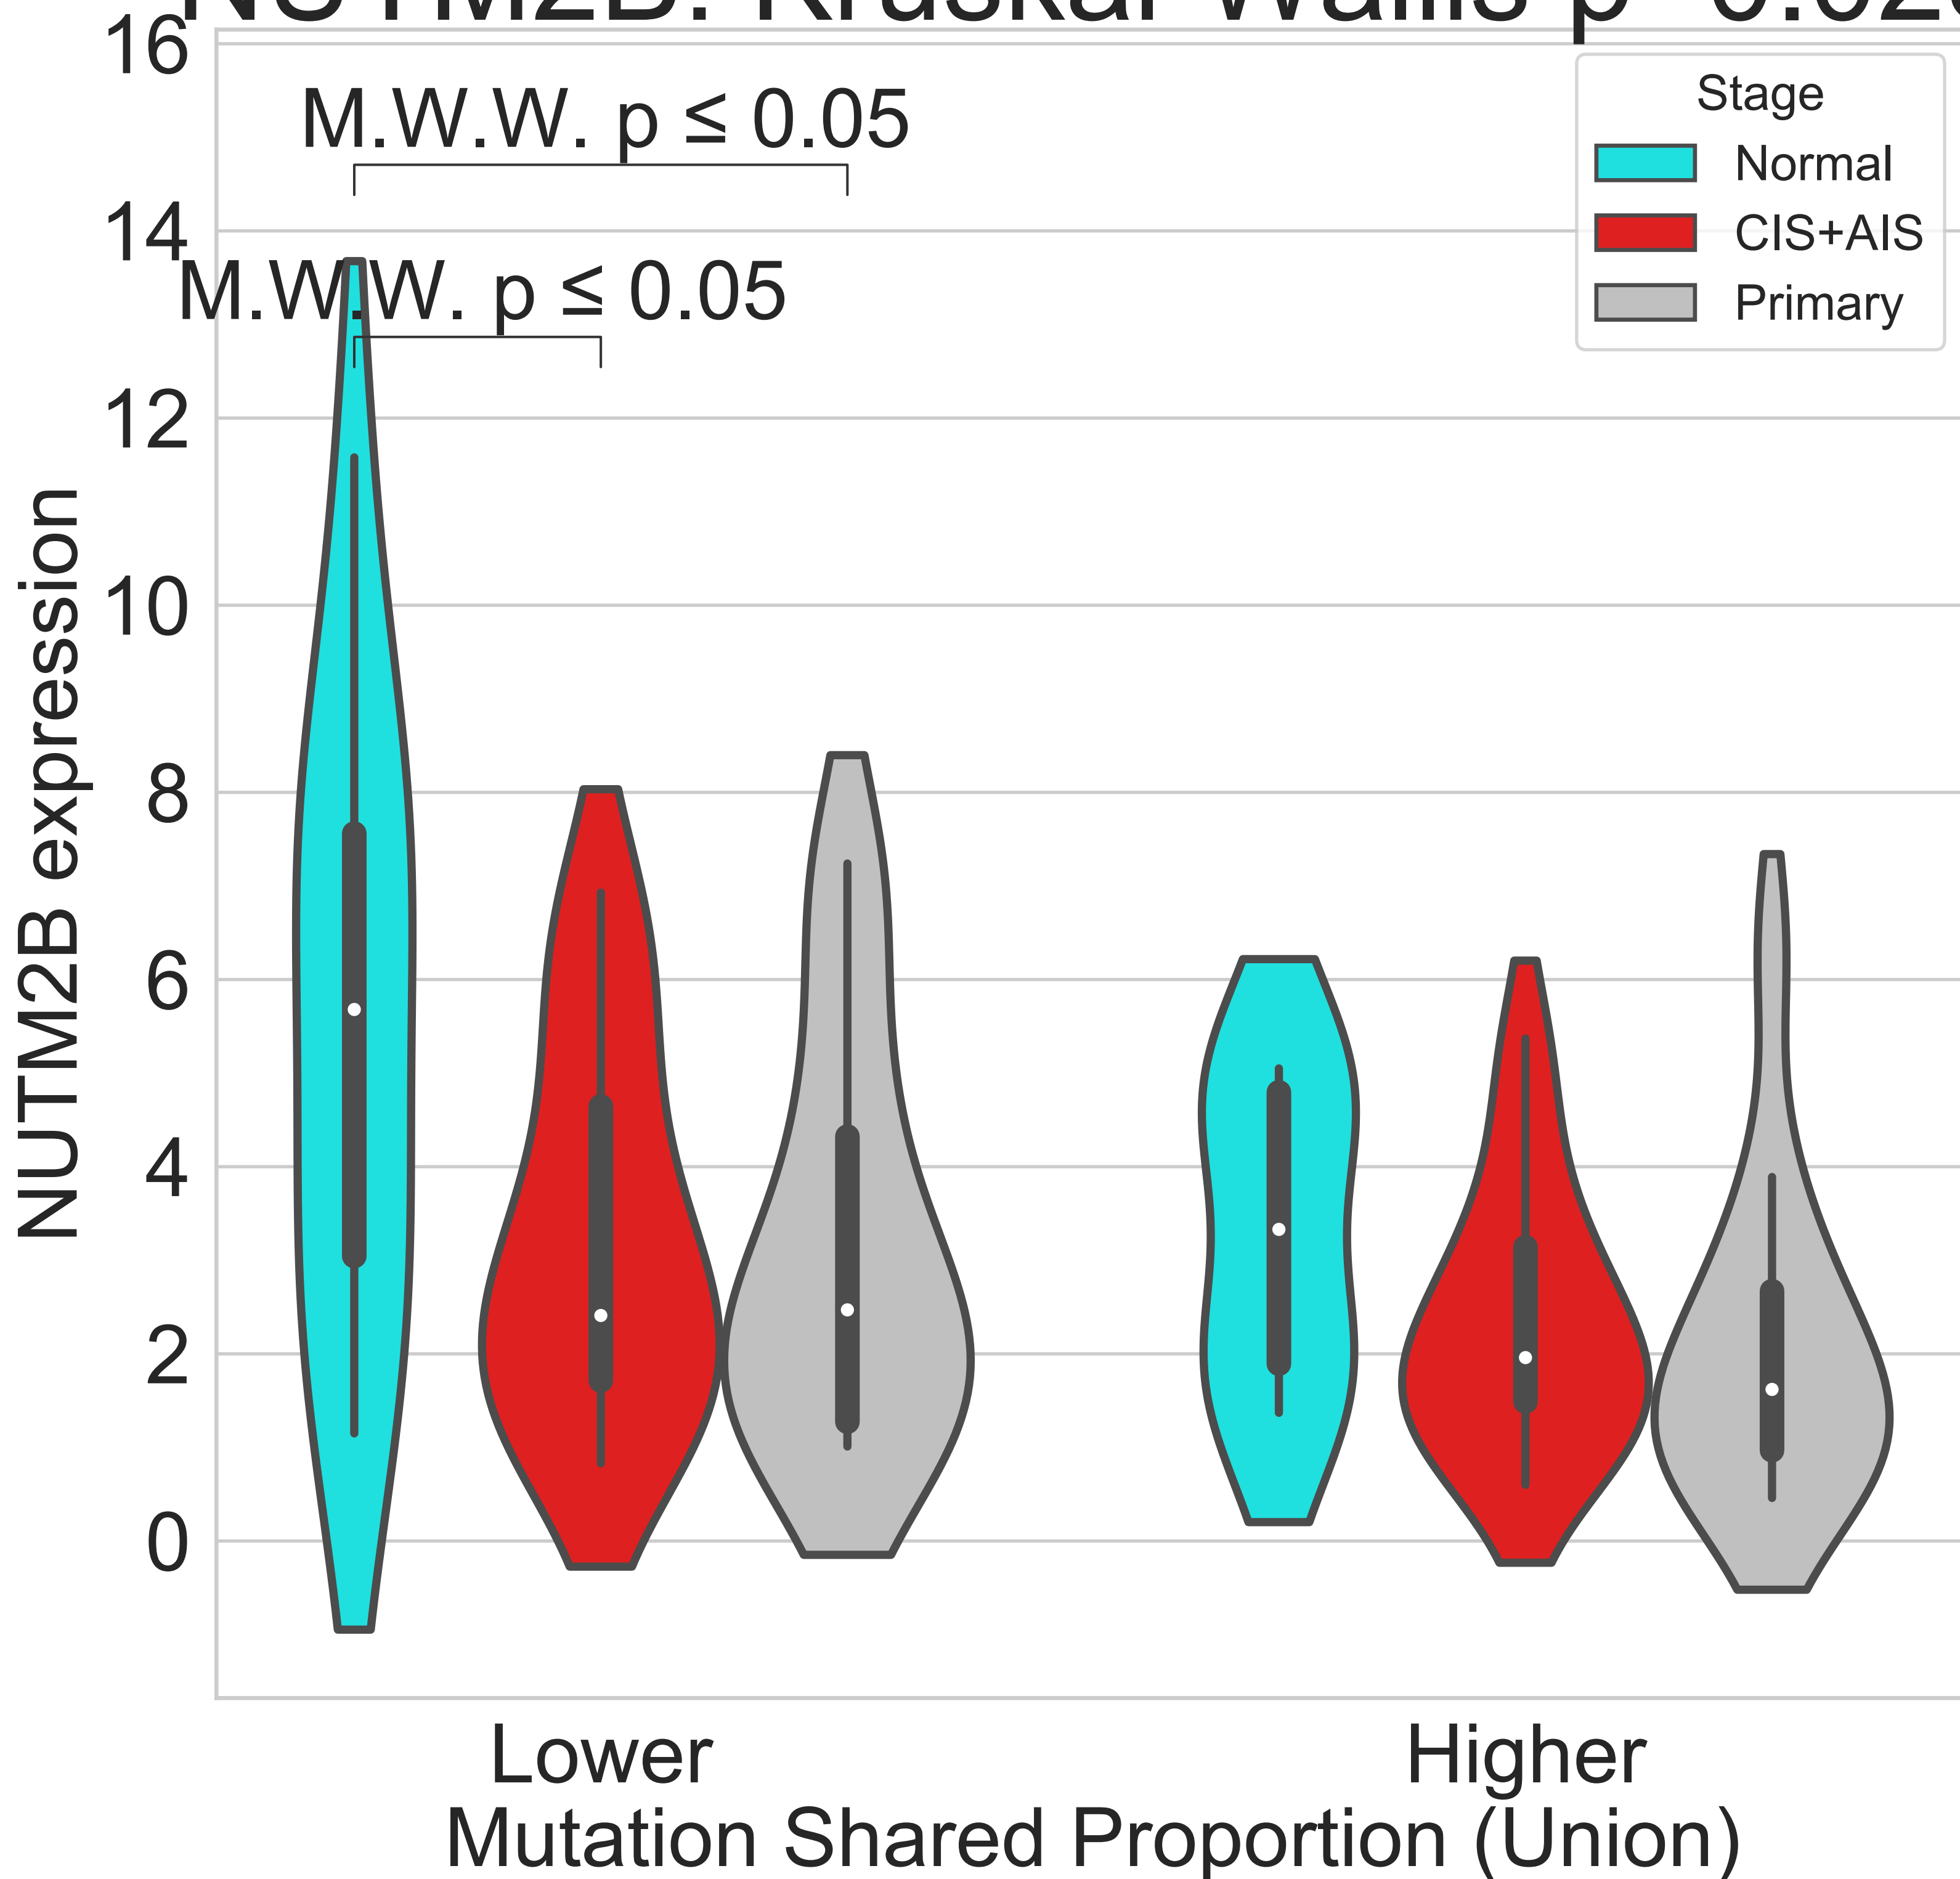 16
14
12
10
8
6
4
2
0
NUTM2B expression
M.W.W. p ≤ 0.05
M.W.W. p ≤ 0.05
Stage
Normal
CIS+AIS
Primary
Lower
Higher
Mutation Shared Proportion (Union)